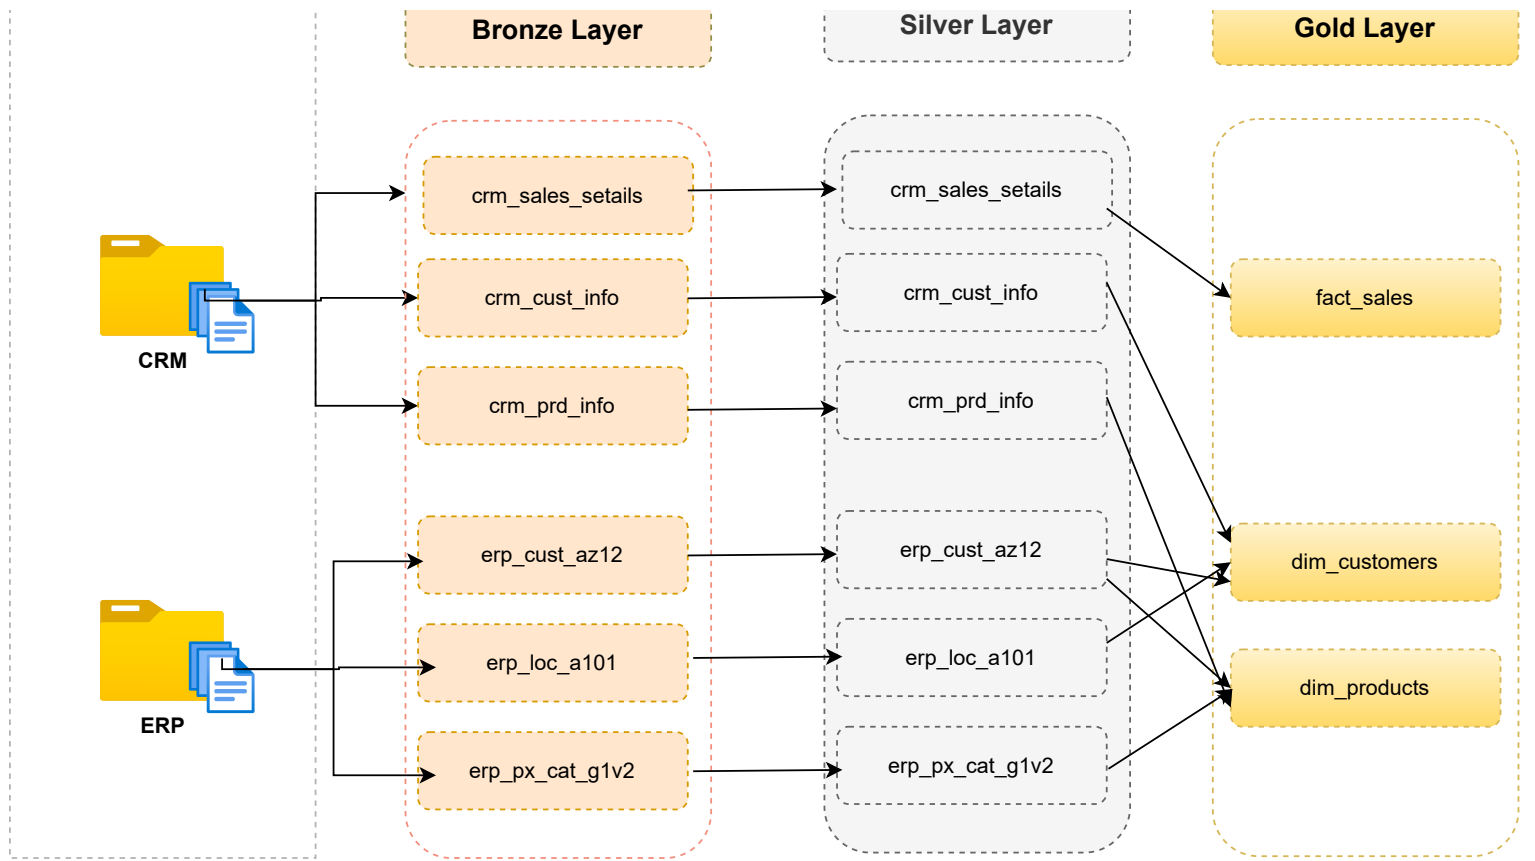 Bronze Layer
Silver Layer
Gold Layer
CRM
crm_sales_setails
crm_cust_info
crm_prd_info
crm_sales_setails
crm_cust_info
crm_prd_info
fact_sales
ERP
erp_cust_az12
erp_loc_a101
erp_px_cat_g1v2
erp_cust_az12
erp_loc_a101
erp_px_cat_g1v2
dim_customers
dim_products